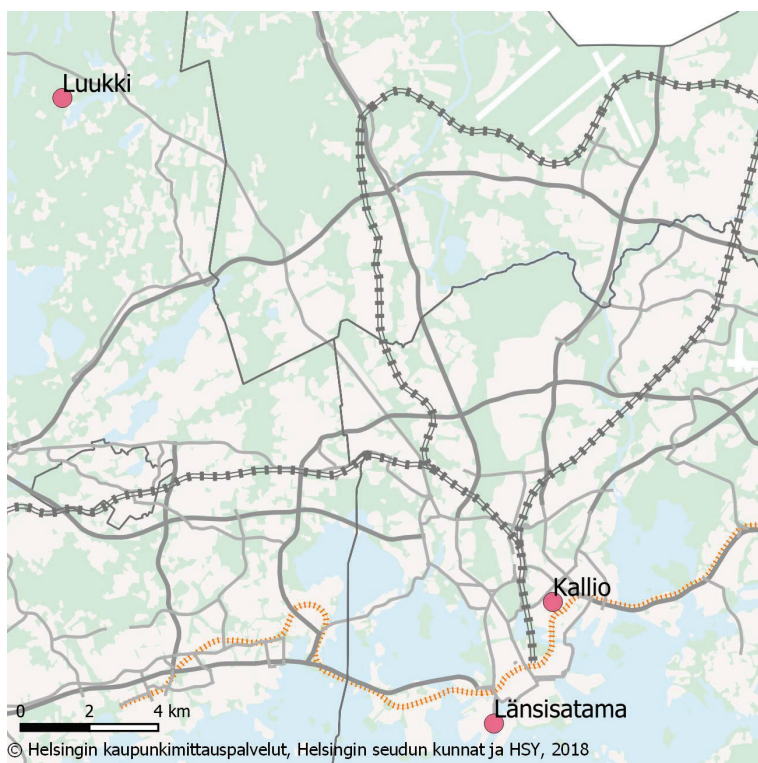 Luukki
Kallio
Länsisatama
0 2 4 km
© Helsingin kaupunkimittauspalvelut, Helsingin seudun kunnat ja HSY, 2018